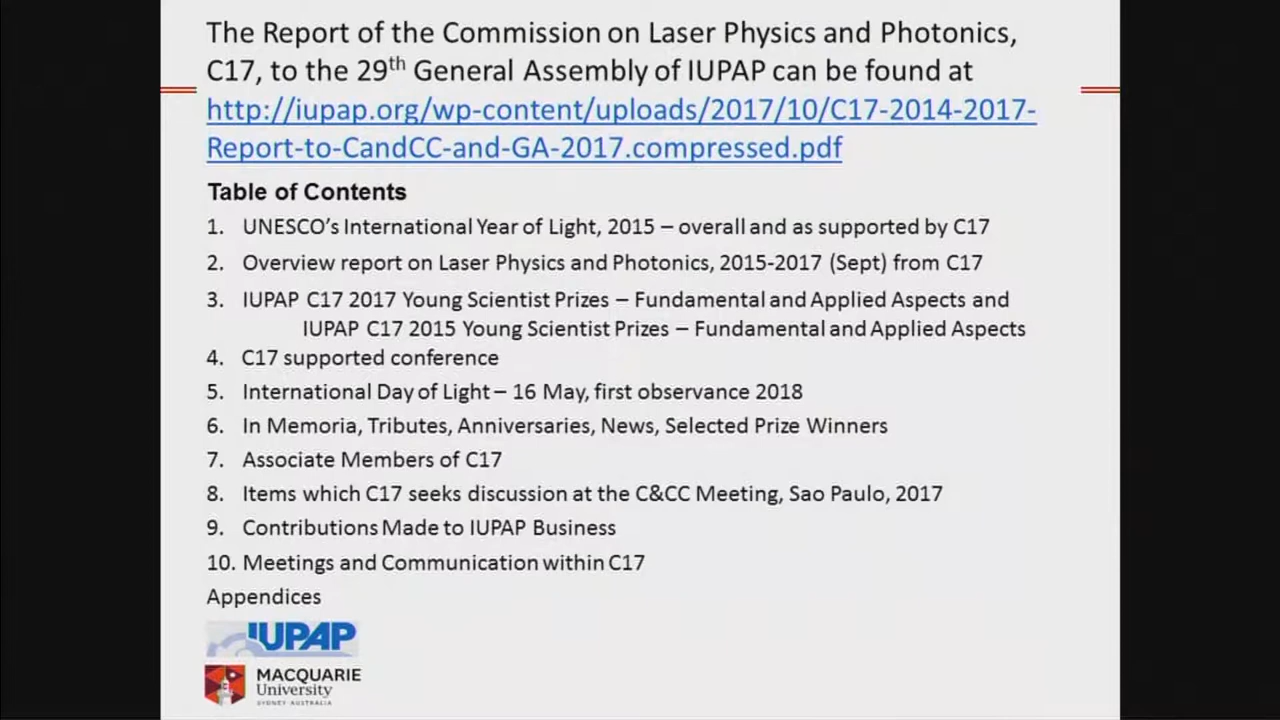 The Report of the Commission on Laser Physics and Photonics,
C17, to the 29th General Assembly of IUPAP can be found at
http://iupap.org/wp-content/uploads/2017/10/C17-2014-2017-
Report-to-CandCC-and-GA-2017.compressed.pdf
Table of Contents
1. UNESCO’s International Year of Light, 2015 – overall and as supported by C17
2. Overview report on Laser Physics and Photonics, 2015-2017 (Sept) from C17
3. IUPAP C17 2017 Young Scientist Prizes – Fundamental and Applied Aspects and
IUPAP C17 2015 Young Scientist Prizes – Fundamental and Applied Aspects
4. C17 supported conference
5. International Day of Light – 16 May, first observance 2018
6. In Memoria, Tributes, Anniversaries, News, Selected Prize Winners
7. Associate Members of C17
8. Items which C17 seeks discussion at the C&CC Meeting, Sao Paulo, 2017
9. Contributions Made to IUPAP Business
10. Meetings and Communication within C17
Appendices
IUPAP
MACQUARIE
University
SYDNEY·AUSTRALIA